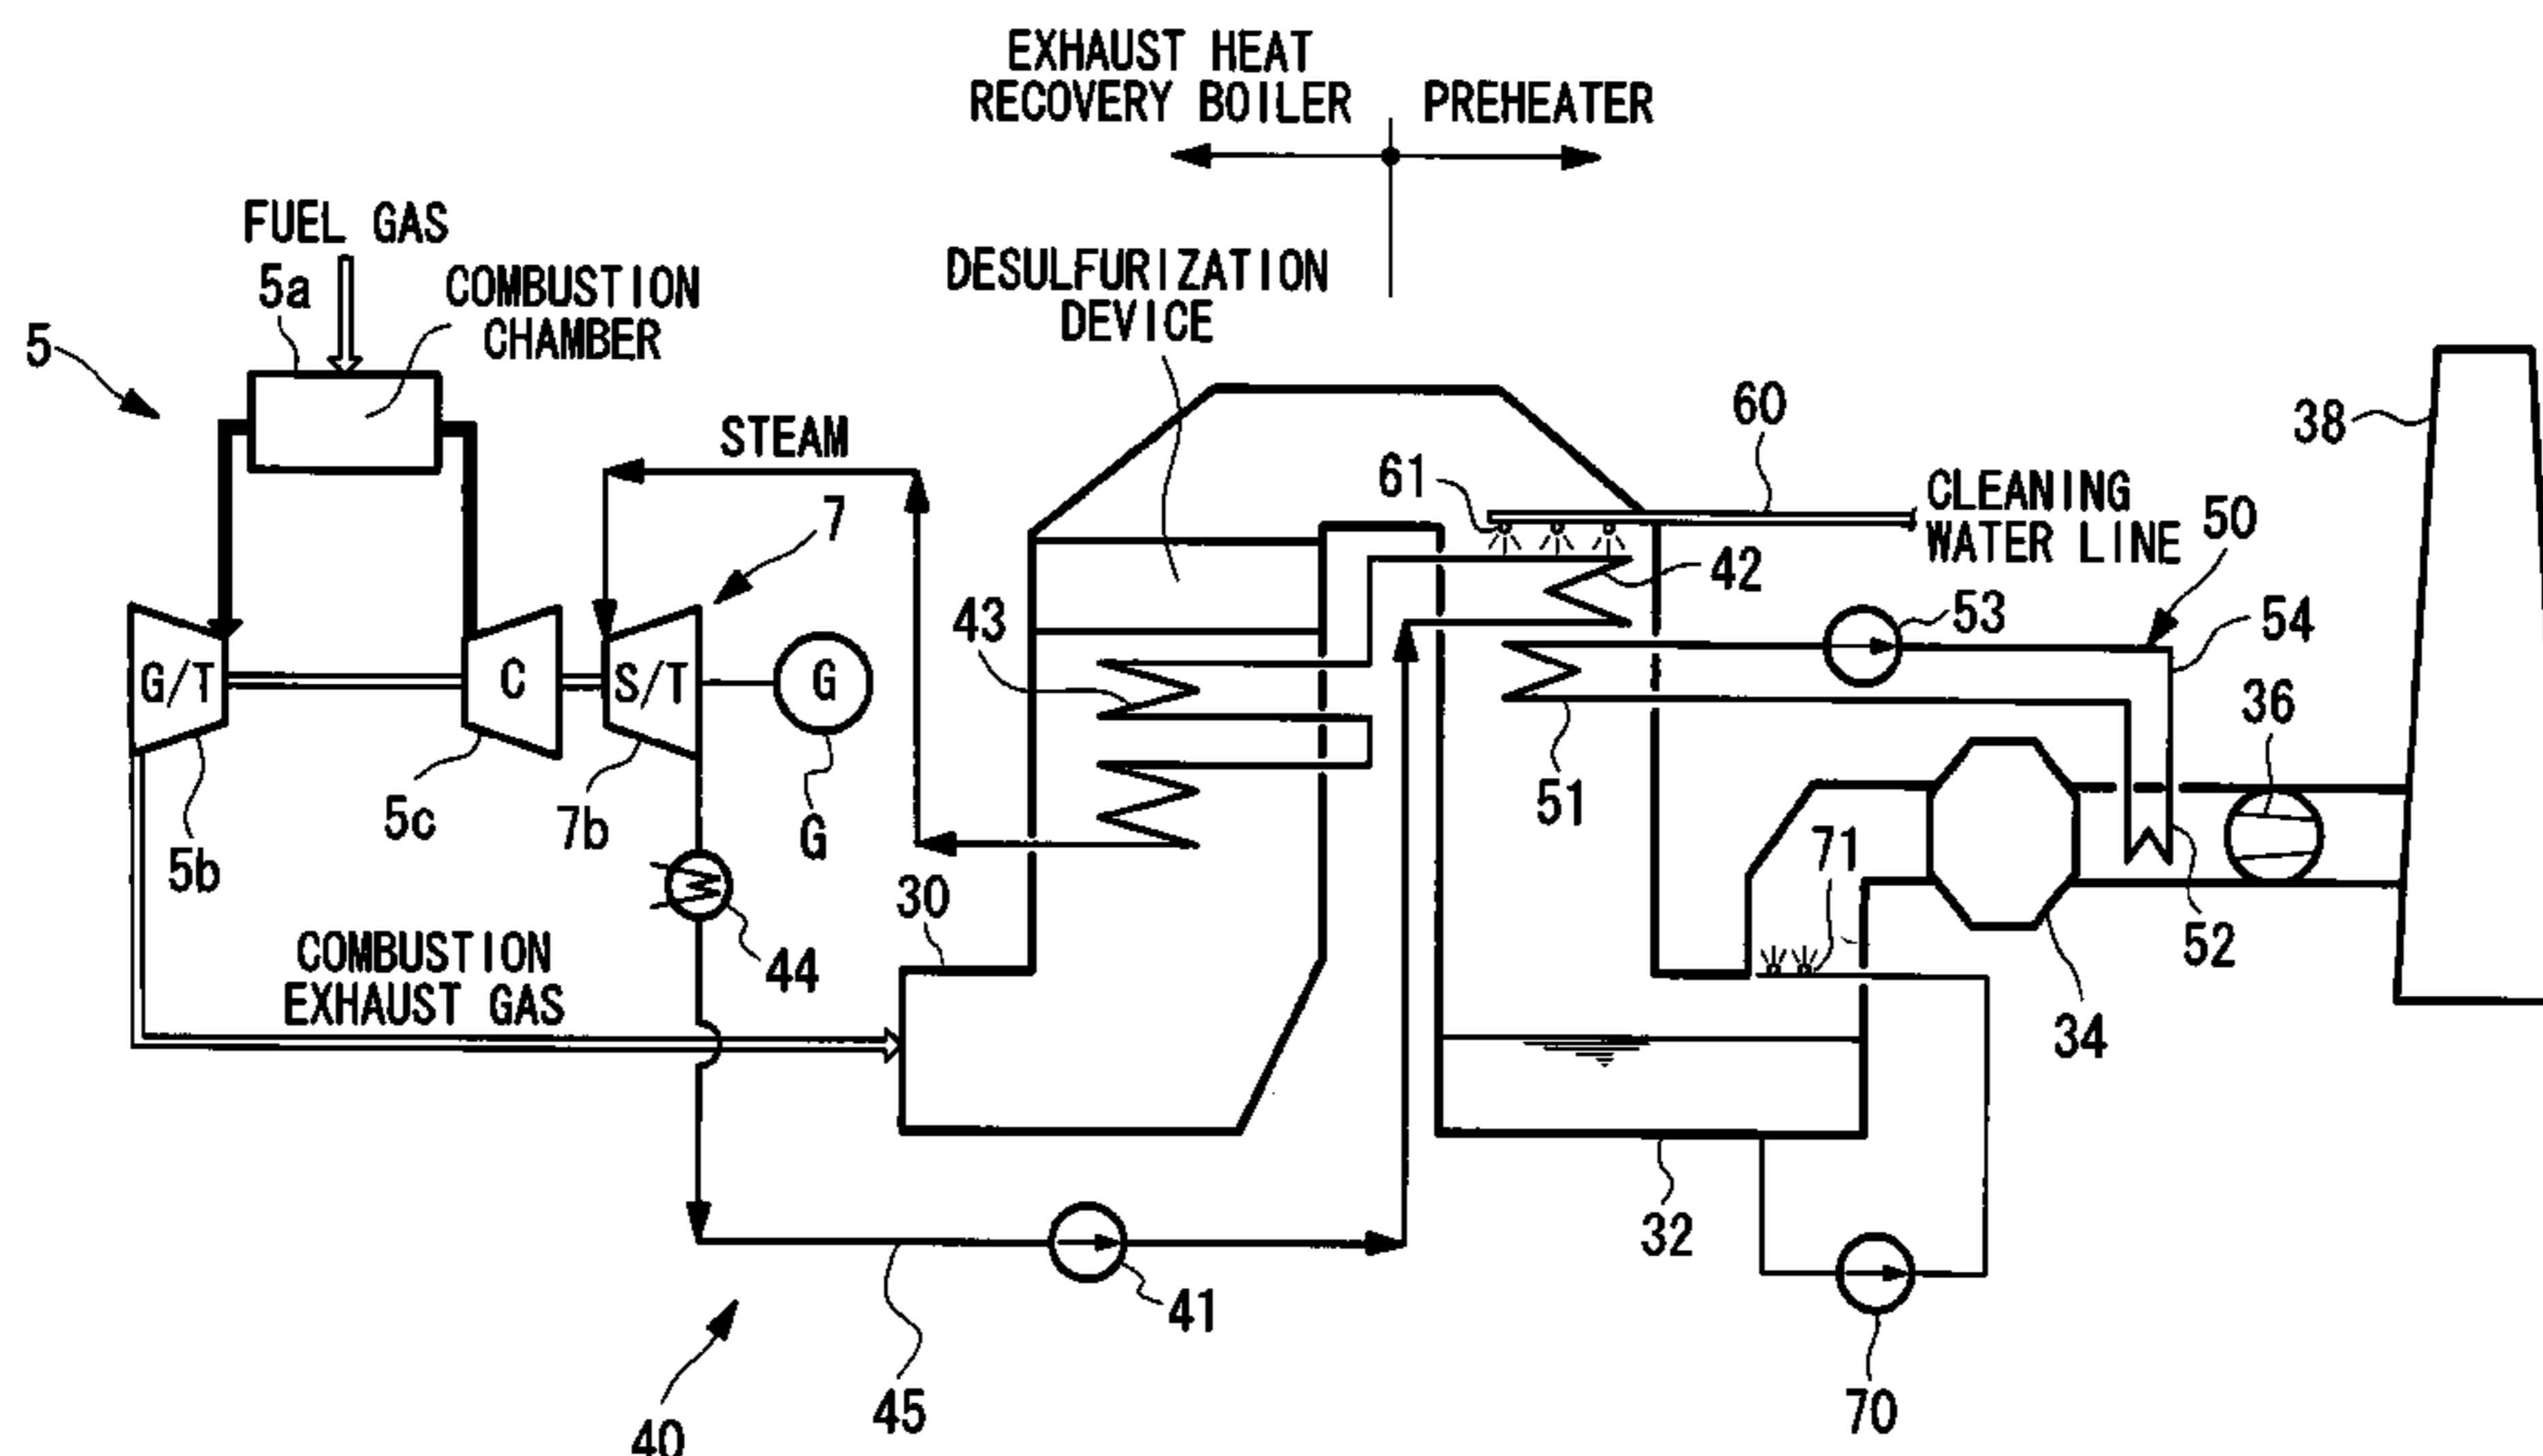 EXHAUST HEAT
RECOVERY BOILER
PREHEATER
FUEL GAS
5a
COMBUSTION
CHAMBER
DESULFURIZATION
DEVICE
5
STEAM
60
38
61
CLEANING
WATER LINE
50
7
42
43
53
54
G/T
C
S/T
G
36
51
5c
7b
G
71
5b
30
52
COMBUSTION
EXHAUST GAS
44
34
32
41
45
70
40